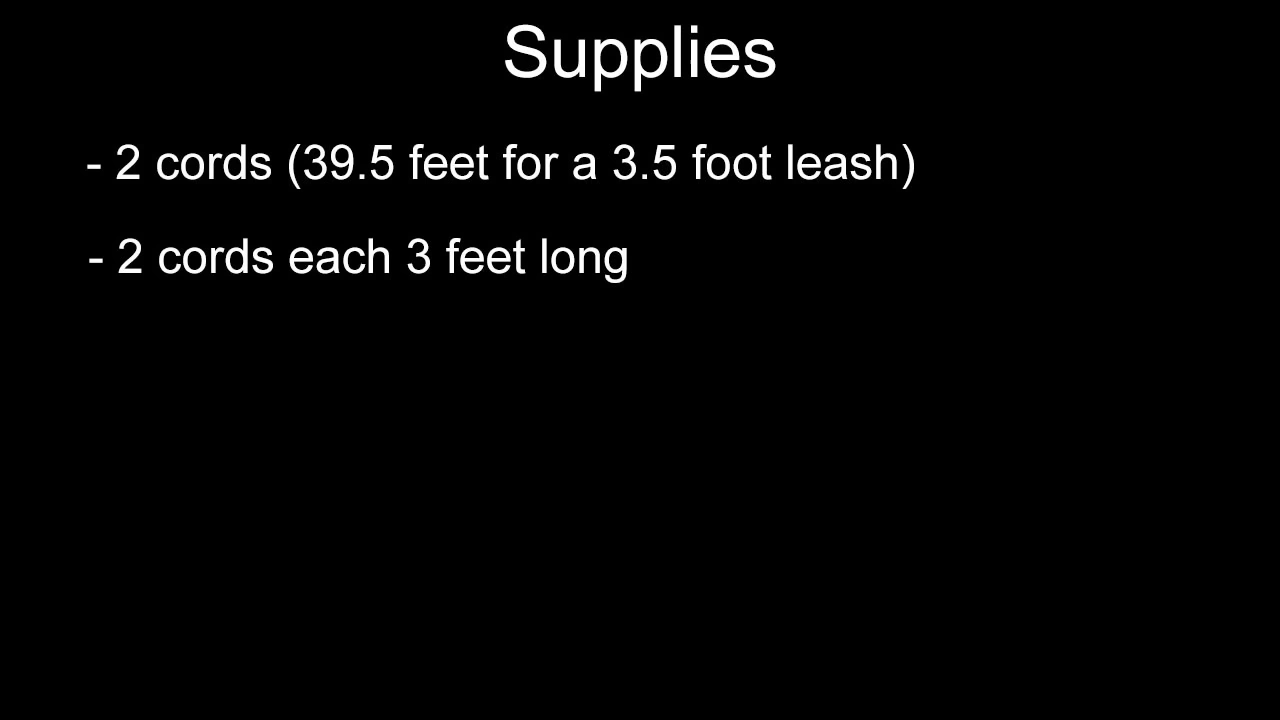 Supplies
- 2 cords (39.5 feet for a 3.5 foot leash)
- 2 cords each 3 feet long